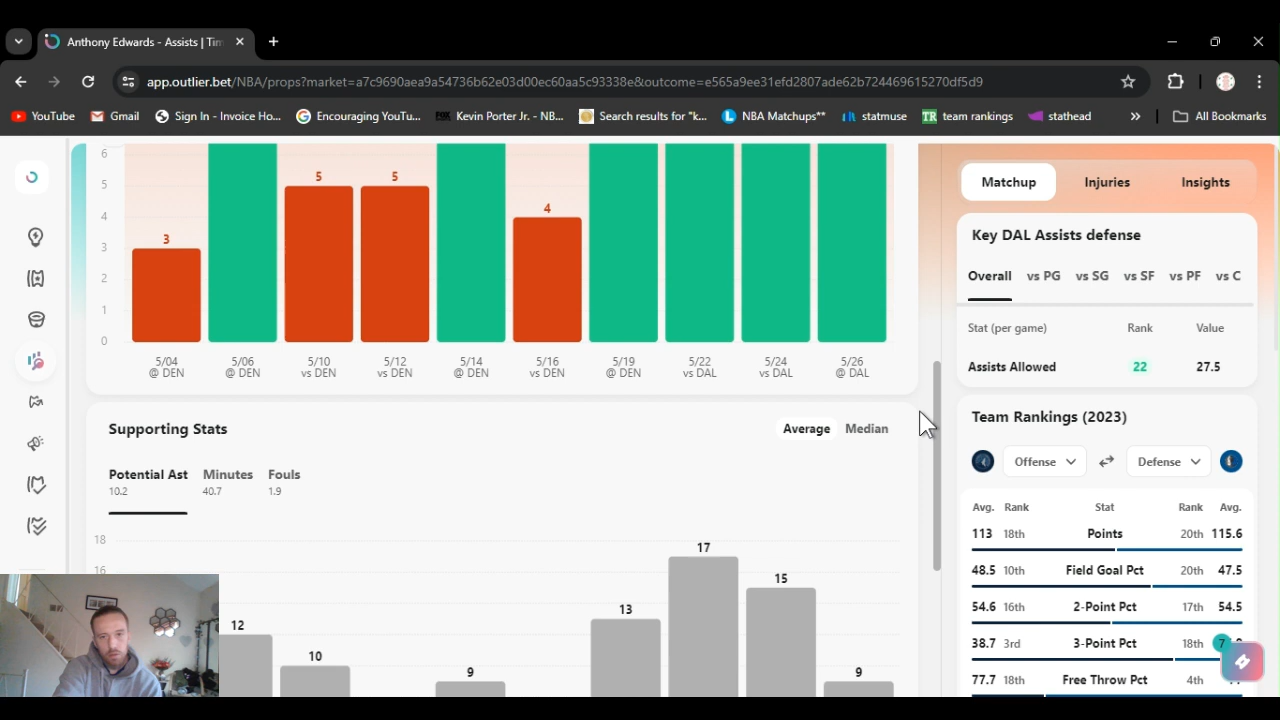 Anthony Edwards - Assists | Tim
app.outlier.bet/NBA/props?market=a7c9690aea9a54736b62e03d00ec60aa5c93338e&outcome=e565a9ee31efd2807ade62b724469615270df5d9
YouTube Gmail Sign In - Invoice Ho... Encouraging YouTu... FOX Kevin Porter Jr. - NB... Search results for "k... NBA Matchups** statmuse TR team rankings stathead » All Bookmarks
6
5
4
3
2
1
0
3
5
5
4
5/04 5/06 5/10 5/12 5/14 5/16 5/19 5/22 5/24 5/26
@ DEN @ DEN vs DEN vs DEN @ DEN vs DEN @ DEN vs DAL vs DAL @ DAL
Supporting Stats
Average Median
Potential Ast Minutes Fouls
10.2 40.7 1.9
18
16
12
10
9
13
17
15
9
Matchup Injuries Insights
Key DAL Assists defense
Overall vs PG vs SG vs SF vs PF vs C
Stat (per game) Rank Value
Assists Allowed 22 27.5
Team Rankings (2023)
Offense Defense
Avg. Rank Stat Rank Avg.
113 18th Points 20th 115.6
48.5 10th Field Goal Pct 20th 47.5
54.6 16th 2-Point Pct 17th 54.5
38.7 3rd 3-Point Pct 18th
77.7 18th Free Throw Pct 4th